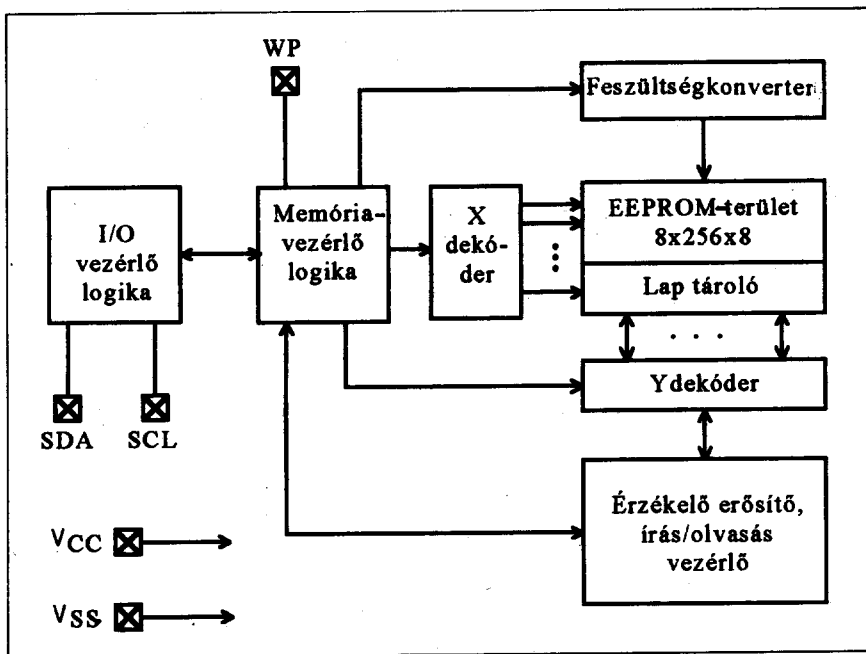 WP
Feszültségkonverter
I/O
vezérlő
logika
Memória-
vezérlő
logika
X
dekó-
der
EEPROM-terület
8x256x8
Lap tároló
Ydekóder
SDA
SCL
Érzékelő erősítő,
írás/olvasás
vezérlő
VCC
VSS